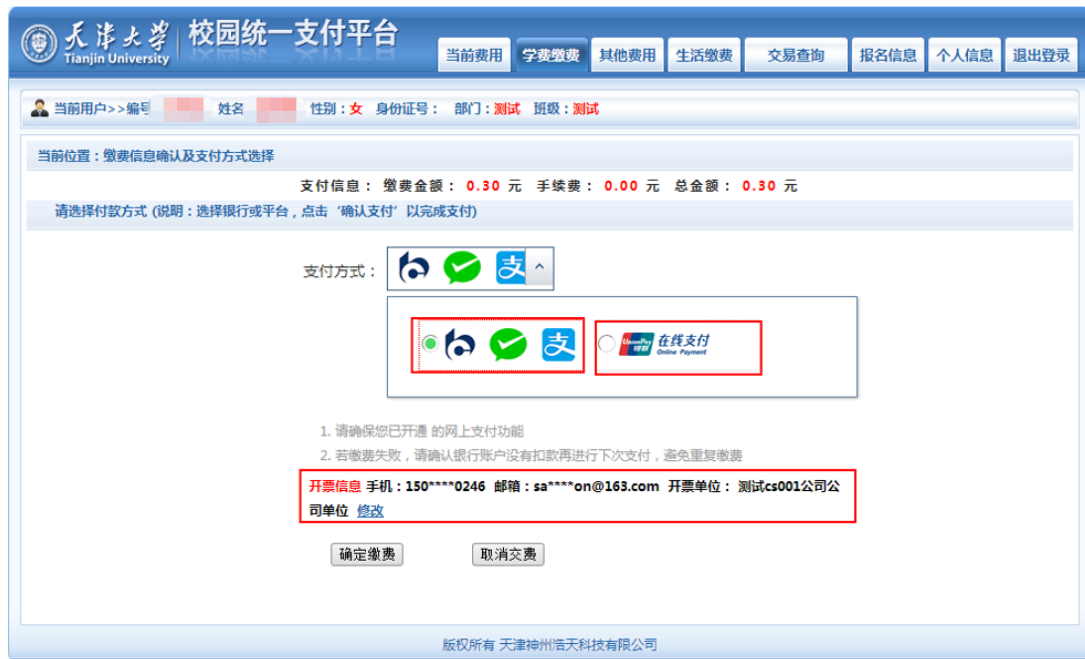 天津大学 校园统一支付平台
Tianjin University
当前费用 学费缴费 其他费用 生活缴费 交易查询 报名信息 个人信息 退出登录
当前用户>>编号 姓名 性别：女 身份证号： 部门：测试 班级：测试
当前位置：缴费信息确认及支付方式选择
支付信息： 缴费金额： 0.30 元 手续费： 0.00 元 总金额： 0.30 元
请选择付款方式 (说明：选择银行或平台，点击‘确认支付’以完成支付)
支付方式： 支
支 UnionPay 银联 在线支付
Online Payment
1. 请确保您已开通 的网上支付功能
2. 若缴费失败，请确认银行账户没有扣款再进行下次支付，避免重复缴费
开票信息 手机：150****0246 邮箱：sa****on@163.com 开票单位： 测试cs001公司公
司单位 修改
确定缴费 取消交费
版权所有 天津神州浩天科技有限公司